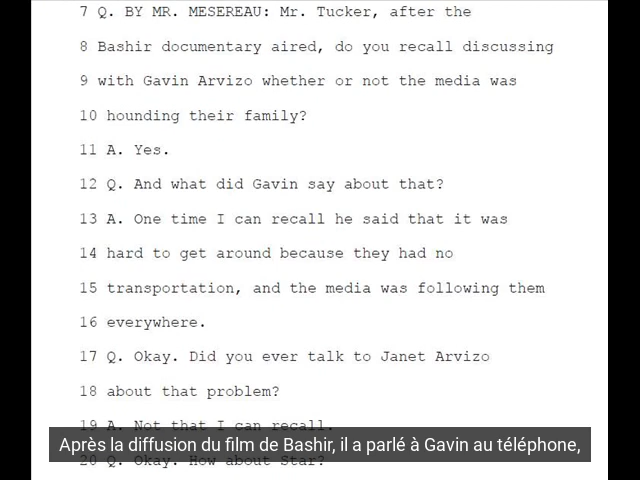 7 Q. BY MR. MESEREAU: Mr. Tucker, after the
8 Bashir documentary aired, do you recall discussing
9 with Gavin Arvizo whether or not the media was
10 hounding their family?
11 A. Yes.
12 Q. And what did Gavin say about that?
13 A. One time I can recall he said that it was
14 hard to get around because they had no
15 transportation, and the media was following them
16 everywhere.
17 Q. Okay. Did you ever talk to Janet Arvizo
18 about that problem?
19 A. Not that I can recall.
Après la diffusion du film de Bashir, il a parlé à Gavin au téléphone,
20 Q. Okay. How about Star?